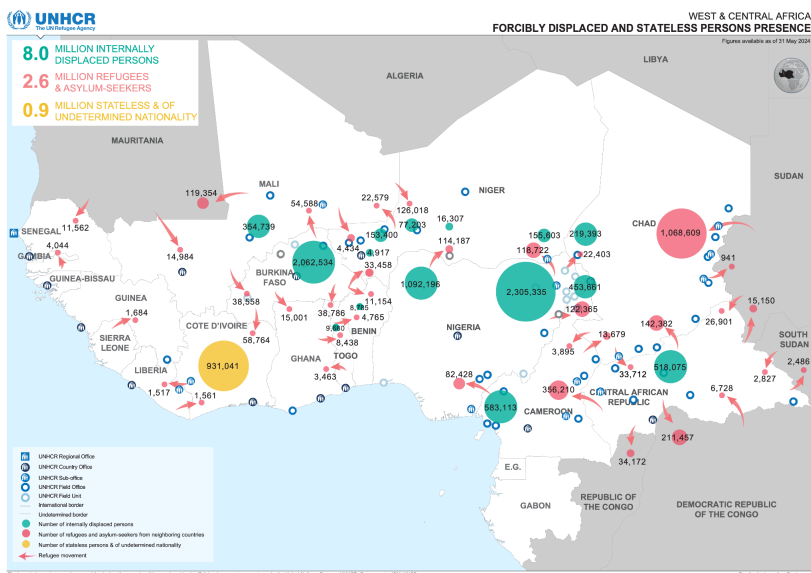 UNHCR
The UN Refugee Agency
WEST & CENTRAL AFRICA
FORCIBLY DISPLACED AND STATELESS PERSONS PRESENCE
Figures available as of 31 May 2024
8.0 MILLION INTERNALLY
DISPLACED PERSONS
2.6 MILLION REFUGEES
& ASYLUM-SEEKERS
0.9 MILLION STATELESS & OF
UNDETERMINED NATIONALITY
LIBYA
ALGERIA
MAURITANIA
SUDAN
MALI
NIGER
119,354
54,588
22,579
126,018
77,203
16,307
CHAD
1,068,609
11,562
SENEGAL
354,739
153,400
155,603
219,393
4,044
GAMBIA
14,984
4,434
4,917
114,187
118,722
22,403
941
GUINEA-BISSAU
2,062,534
33,458
BURKINA
FASO
1,092,196
2,305,335
453,661
GUINEA
38,558
11,154
1,684
15,001
38,786
8,785
4,765
122,365
15,150
26,901
COTE D'IVOIRE
9,690
BENIN
NIGERIA
142,382
SIERRA
LEONE
58,764
8,438
13,679
SOUTH
SUDAN
GHANA
TOGO
3,895
LIBERIA
931,041
3,463
33,712
518,075
2,486
2,827
82,428
1,517
1,561
356,210
CENTRAL AFRICAN
REPUBLIC
6,728
583,113
CAMEROON
211,457
34,172
E.G.
GABON
REPUBLIC OF
THE CONGO
DEMOCRATIC REPUBLIC
OF THE CONGO
UNHCR Regional Office
UNHCR Country Office
UNHCR Sub-office
UNHCR Field Office
UNHCR Field Unit
International border
Undetermined border
Number of internally displaced persons
Number of refugees and asylum-seekers from neighboring countries
Number of stateless persons & of undetermined nationality
Refugee movement